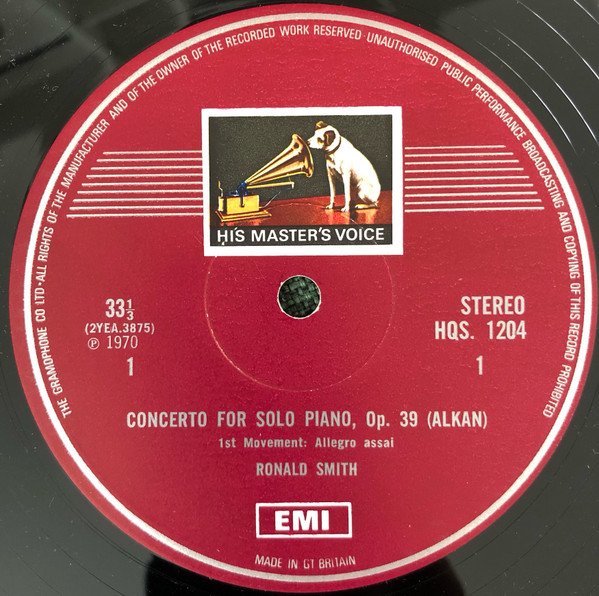 THE GRAMOPHONE CO LTD·ALL RIGHTS OF THE MANUFACTURER AND OF THE OWNER OF THE RECORDED WORK RESERVED·UNAUTHORISED PUBLIC PERFORMANCE BROADCASTING AND COPYING OF THIS RECORD PROHIBITED
HIS MASTER'S VOICE
33⅓
(2YEA.3875)
℗ 1970
1
STEREO
HQS. 1204
1
CONCERTO FOR SOLO PIANO, Op. 39 (ALKAN)
1st Movement: Allegro assai
RONALD SMITH
EMI
MADE IN GT BRITAIN